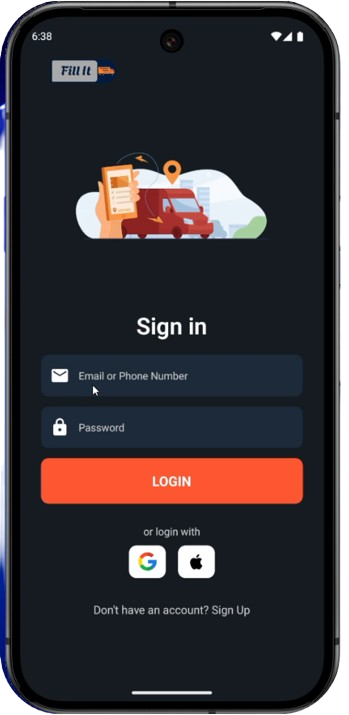 6:38
Fill It
Sign in
Email or Phone Number
Password
LOGIN
or login with
Don't have an account? Sign Up